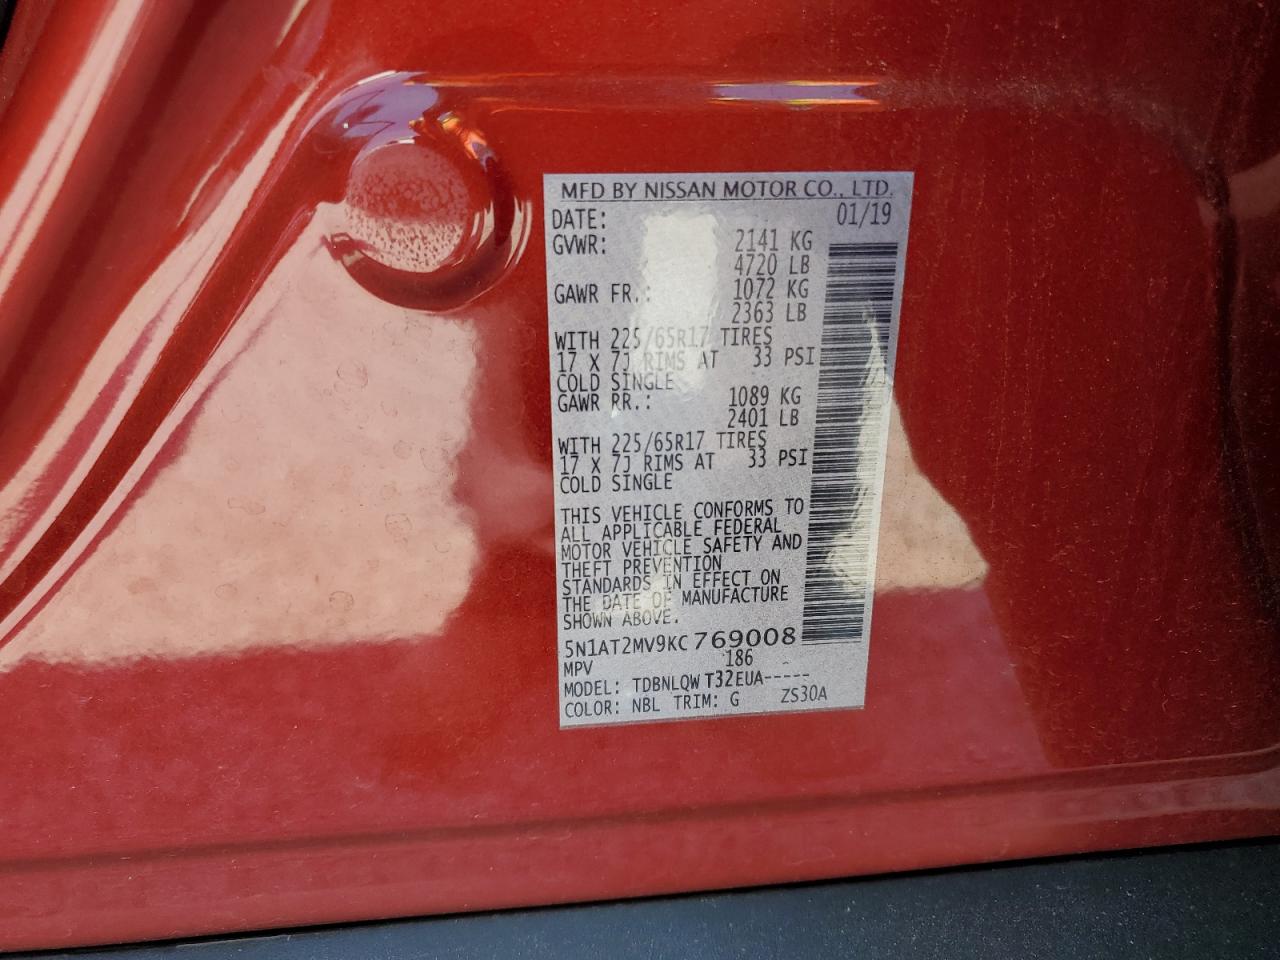 MFD BY NISSAN MOTOR CO., LTD.
DATE: 01/19
GVWR: 2141 KG
4720 LB
GAWR FR.: 1072 KG
2363 LB
WITH 225/65R17 TIRES
17 X 7J RIMS AT 33 PSI
COLD SINGLE
GAWR RR.: 1089 KG
2401 LB
WITH 225/65R17 TIRES
17 X 7J RIMS AT 33 PSI
COLD SINGLE
THIS VEHICLE CONFORMS TO
ALL APPLICABLE FEDERAL
MOTOR VEHICLE SAFETY AND
THEFT PREVENTION
STANDARDS IN EFFECT ON
THE DATE OF MANUFACTURE
SHOWN ABOVE.
5N1AT2MV9KC769008
MPV 186
MODEL: TDBNLQW T32EUA-----
COLOR: NBL TRIM: G ZS30A